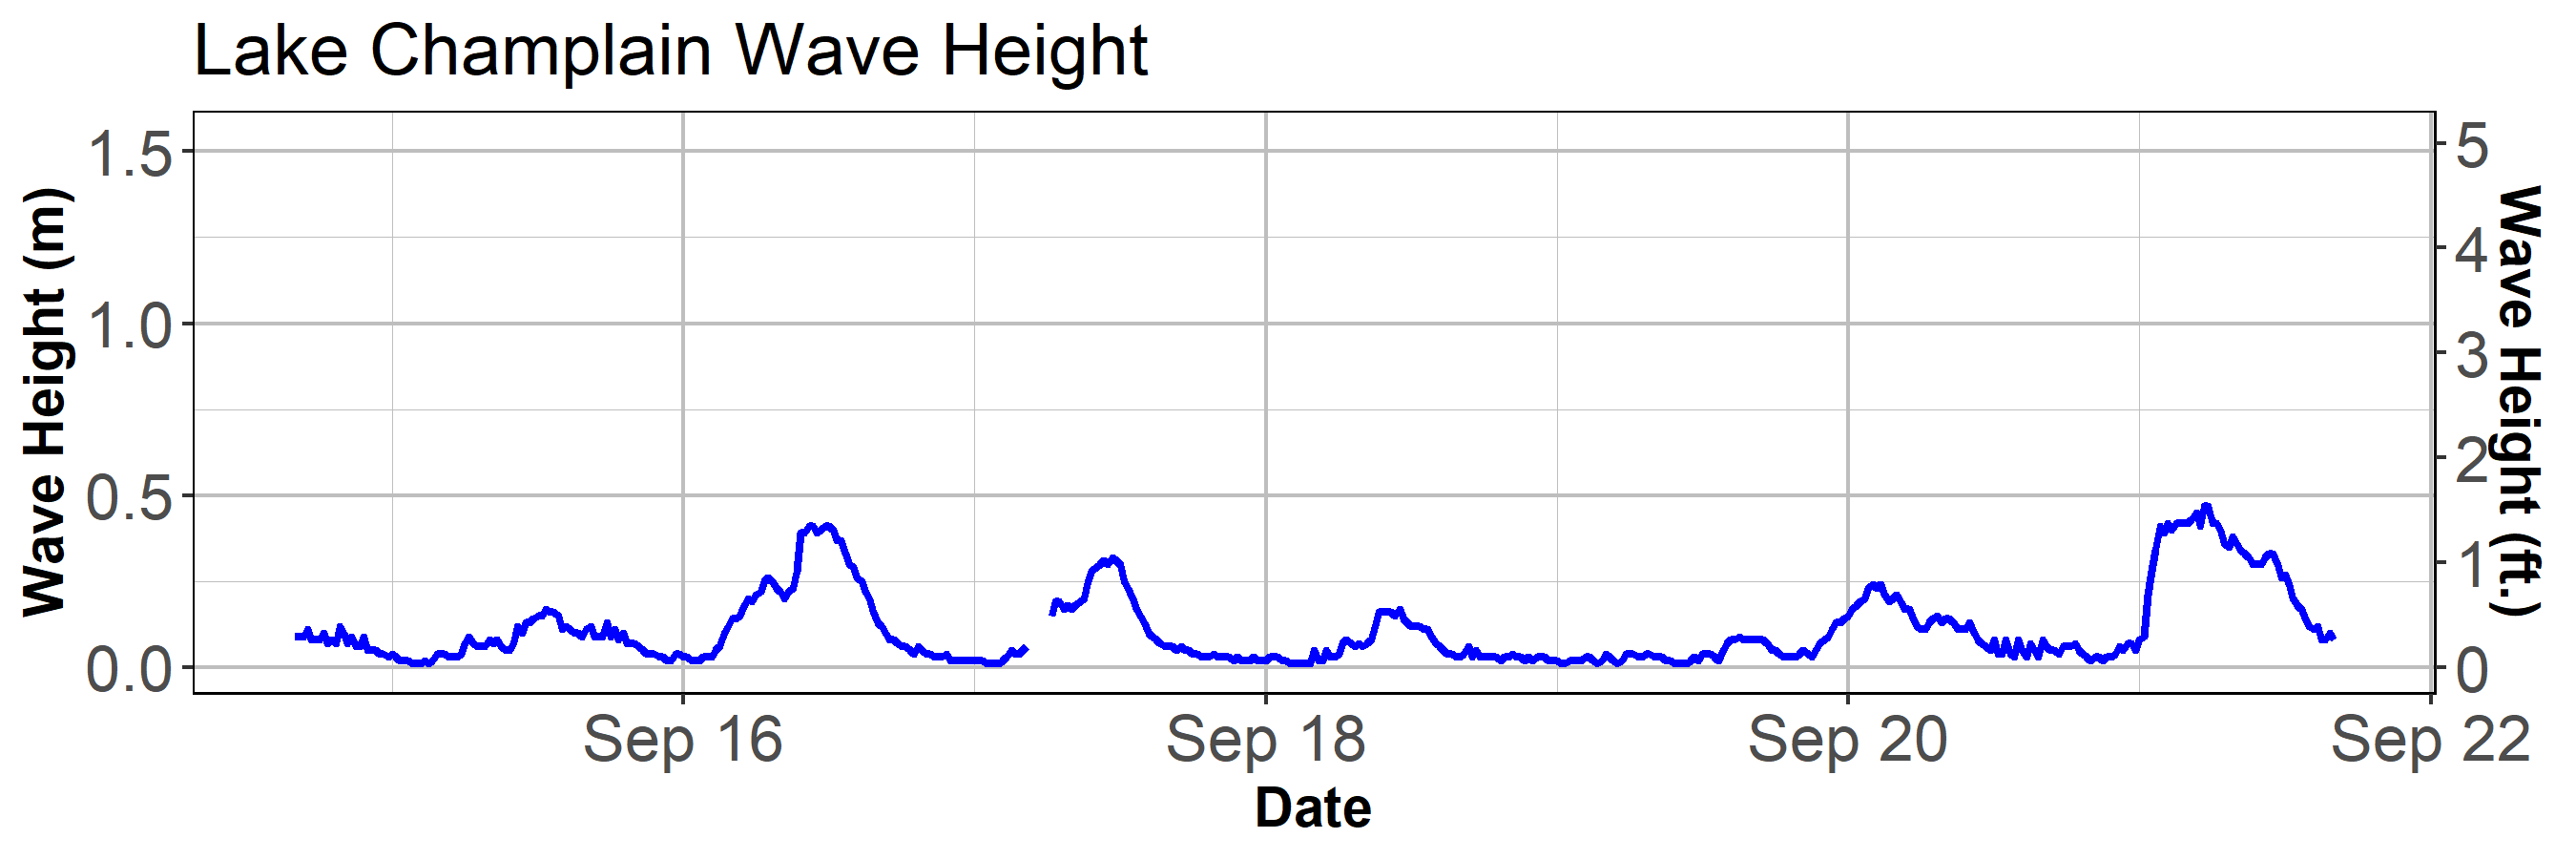 Lake Champlain Wave Height
Wave Height (m)
1.5
1.0
0.5
0.0
5
4
3
2
1
0
Wave Height (ft.)
Sep 16
Sep 18
Sep 20
Sep 22
Date